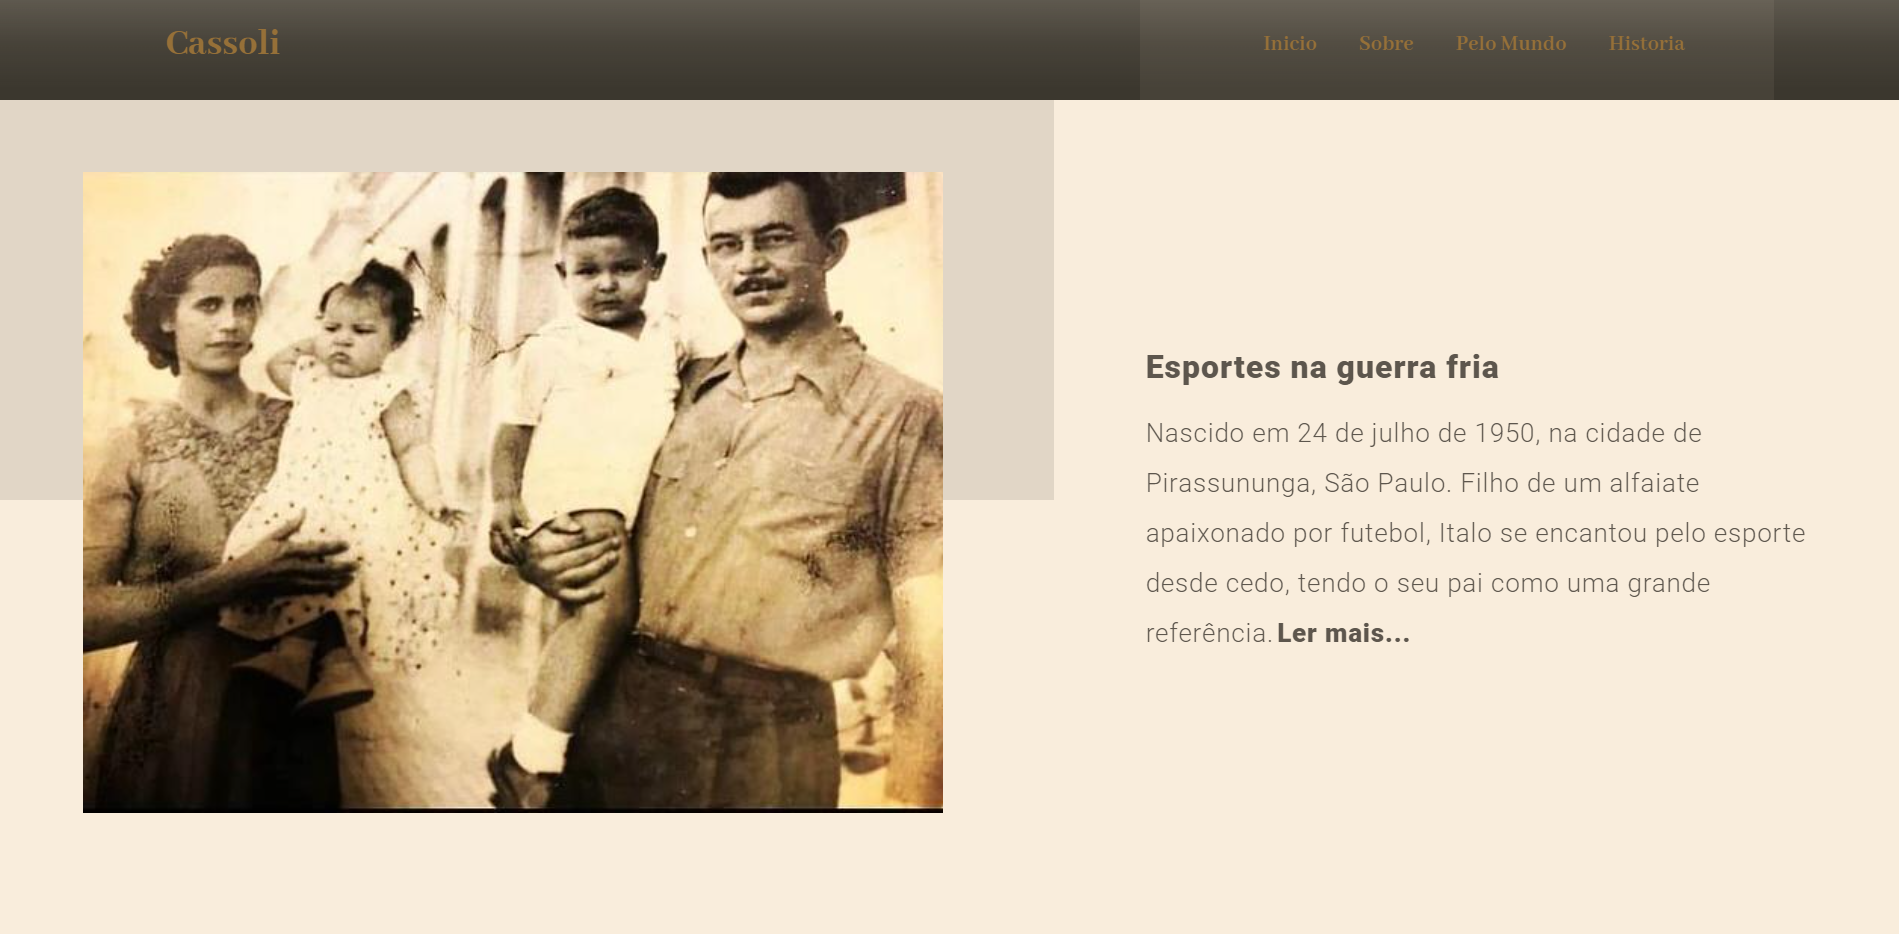 Cassoli
Inicio Sobre Pelo Mundo Historia
Esportes na guerra fria
Nascido em 24 de julho de 1950, na cidade de
Pirassununga, São Paulo. Filho de um alfaiate
apaixonado por futebol, Italo se encantou pelo esporte
desde cedo, tendo o seu pai como uma grande
referência. Ler mais...